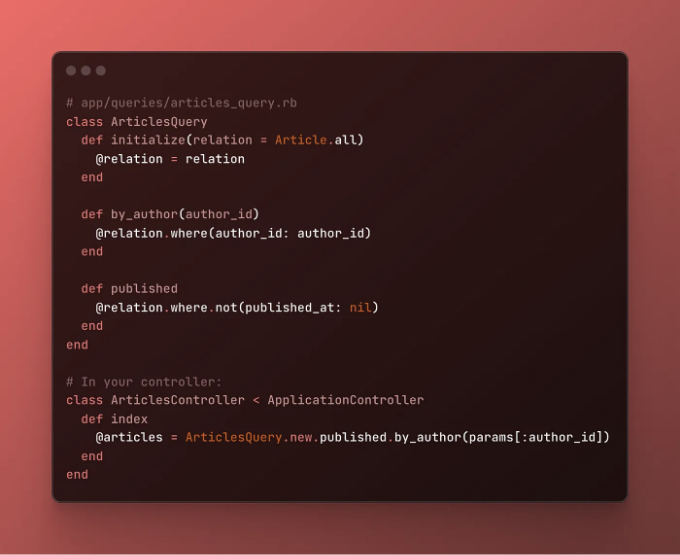 # app/queries/articles_query.rb
class ArticlesQuery
  def initialize(relation = Article.all)
    @relation = relation
  end

  def by_author(author_id)
    @relation.where(author_id: author_id)
  end

  def published
    @relation.where.not(published_at: nil)
  end
end

# In your controller:
class ArticlesController < ApplicationController
  def index
    @articles = ArticlesQuery.new.published.by_author(params[:author_id])
  end
end